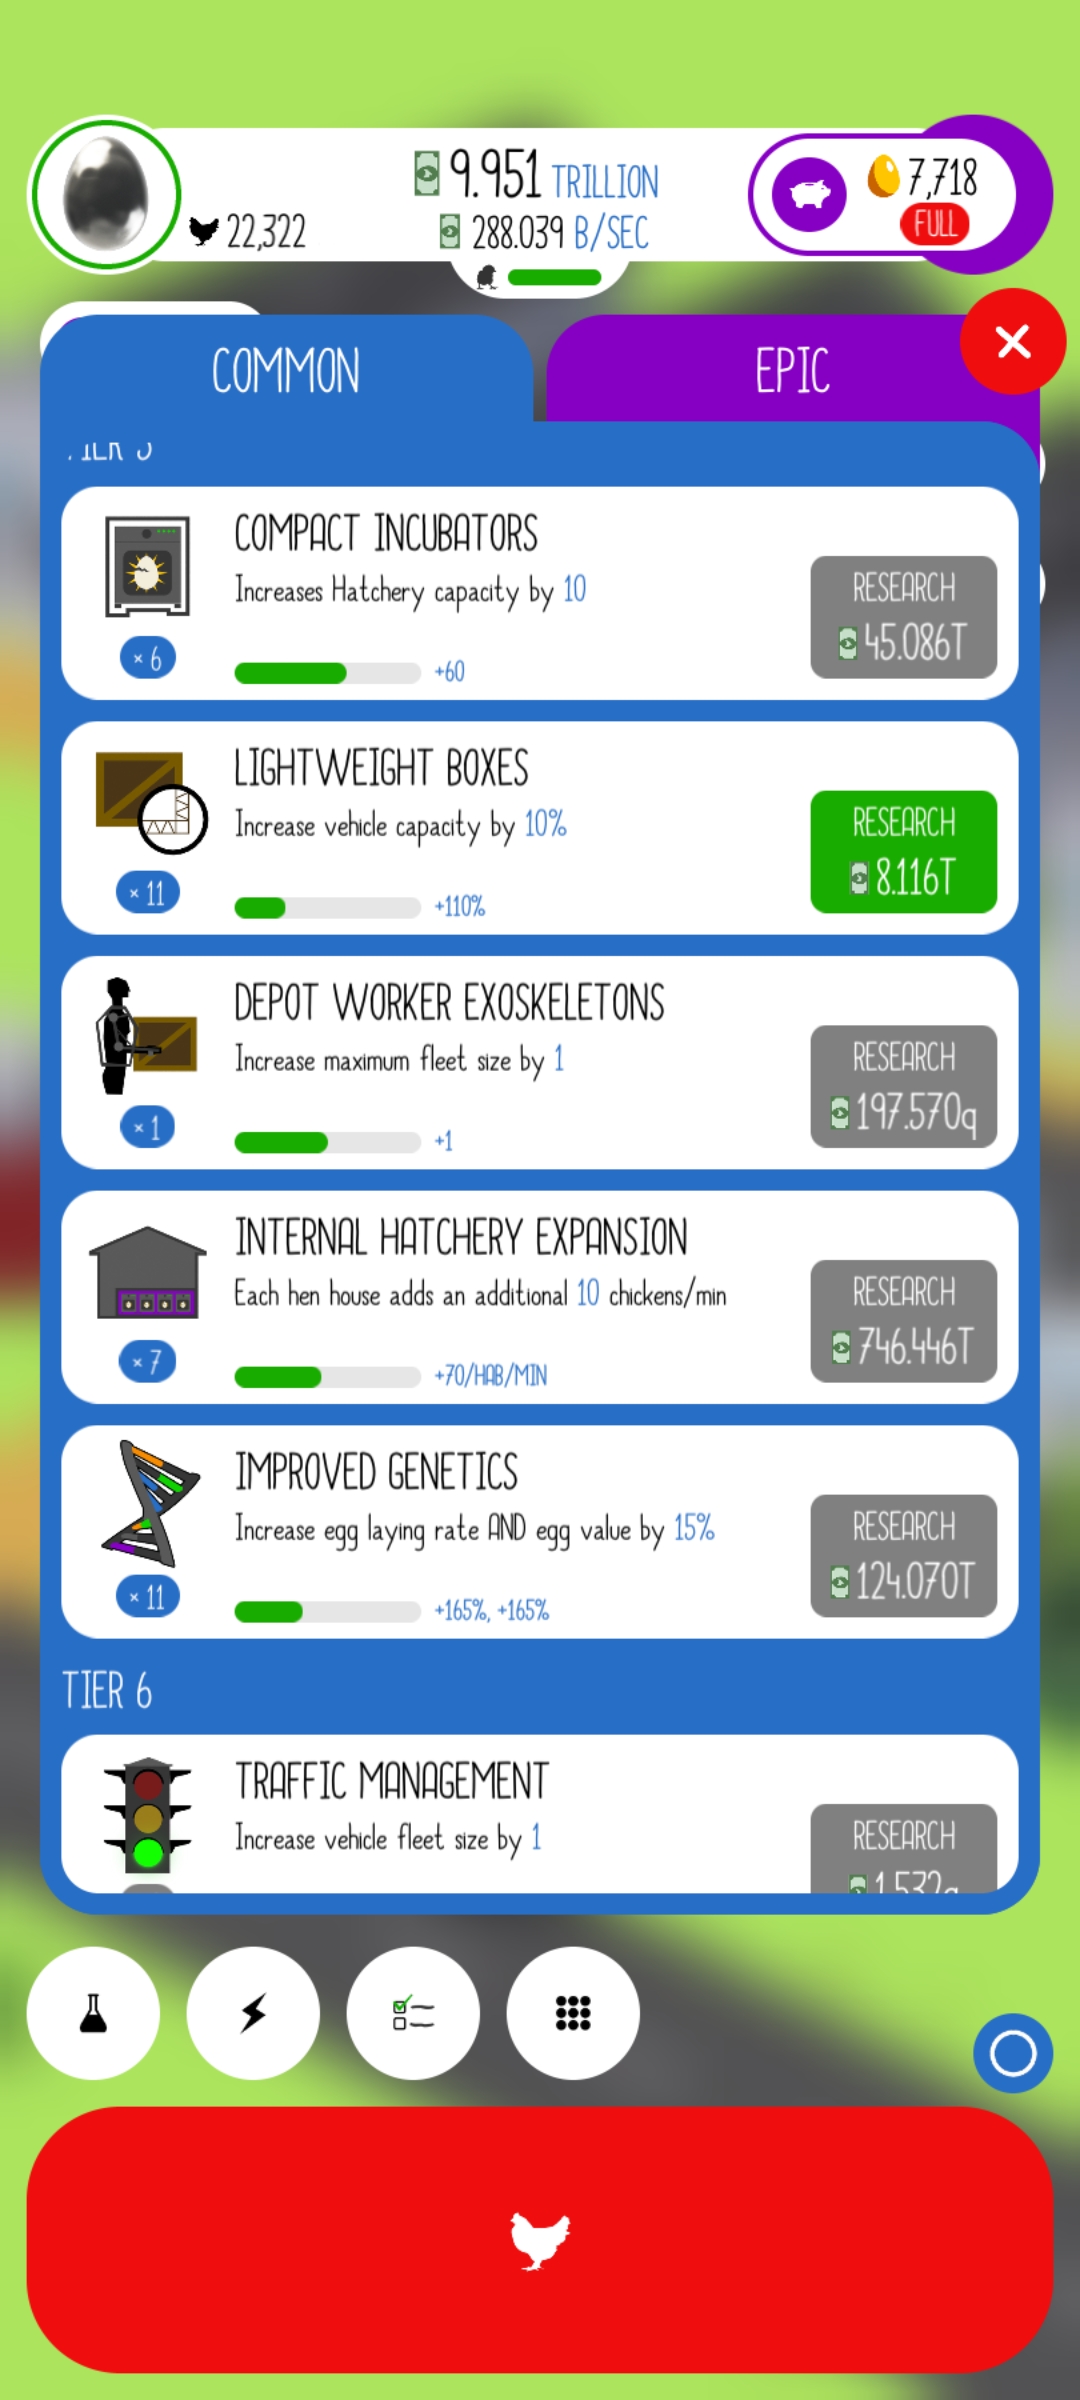 9.951 TRILLION
7,718
22,322
288.039 B/SEC
FULL
COMMON
EPIC
COMPACT INCUBATORS
Increases Hatchery capacity by 10
RESEARCH
45.086T
× 6
+60
LIGHTWEIGHT BOXES
Increase vehicle capacity by 10%
RESEARCH
8.116T
× 11
+110%
DEPOT WORKER EXOSKELETONS
Increase maximum fleet size by 1
RESEARCH
197.570q
× 1
+1
INTERNAL HATCHERY EXPANSION
Each hen house adds an additional 10 chickens/min
RESEARCH
746.446T
× 7
+70/HAB/MIN
IMPROVED GENETICS
Increase egg laying rate AND egg value by 15%
RESEARCH
124.070T
× 11
+165%, +165%
TIER 6
TRAFFIC MANAGEMENT
Increase vehicle fleet size by 1
RESEARCH
1.532q